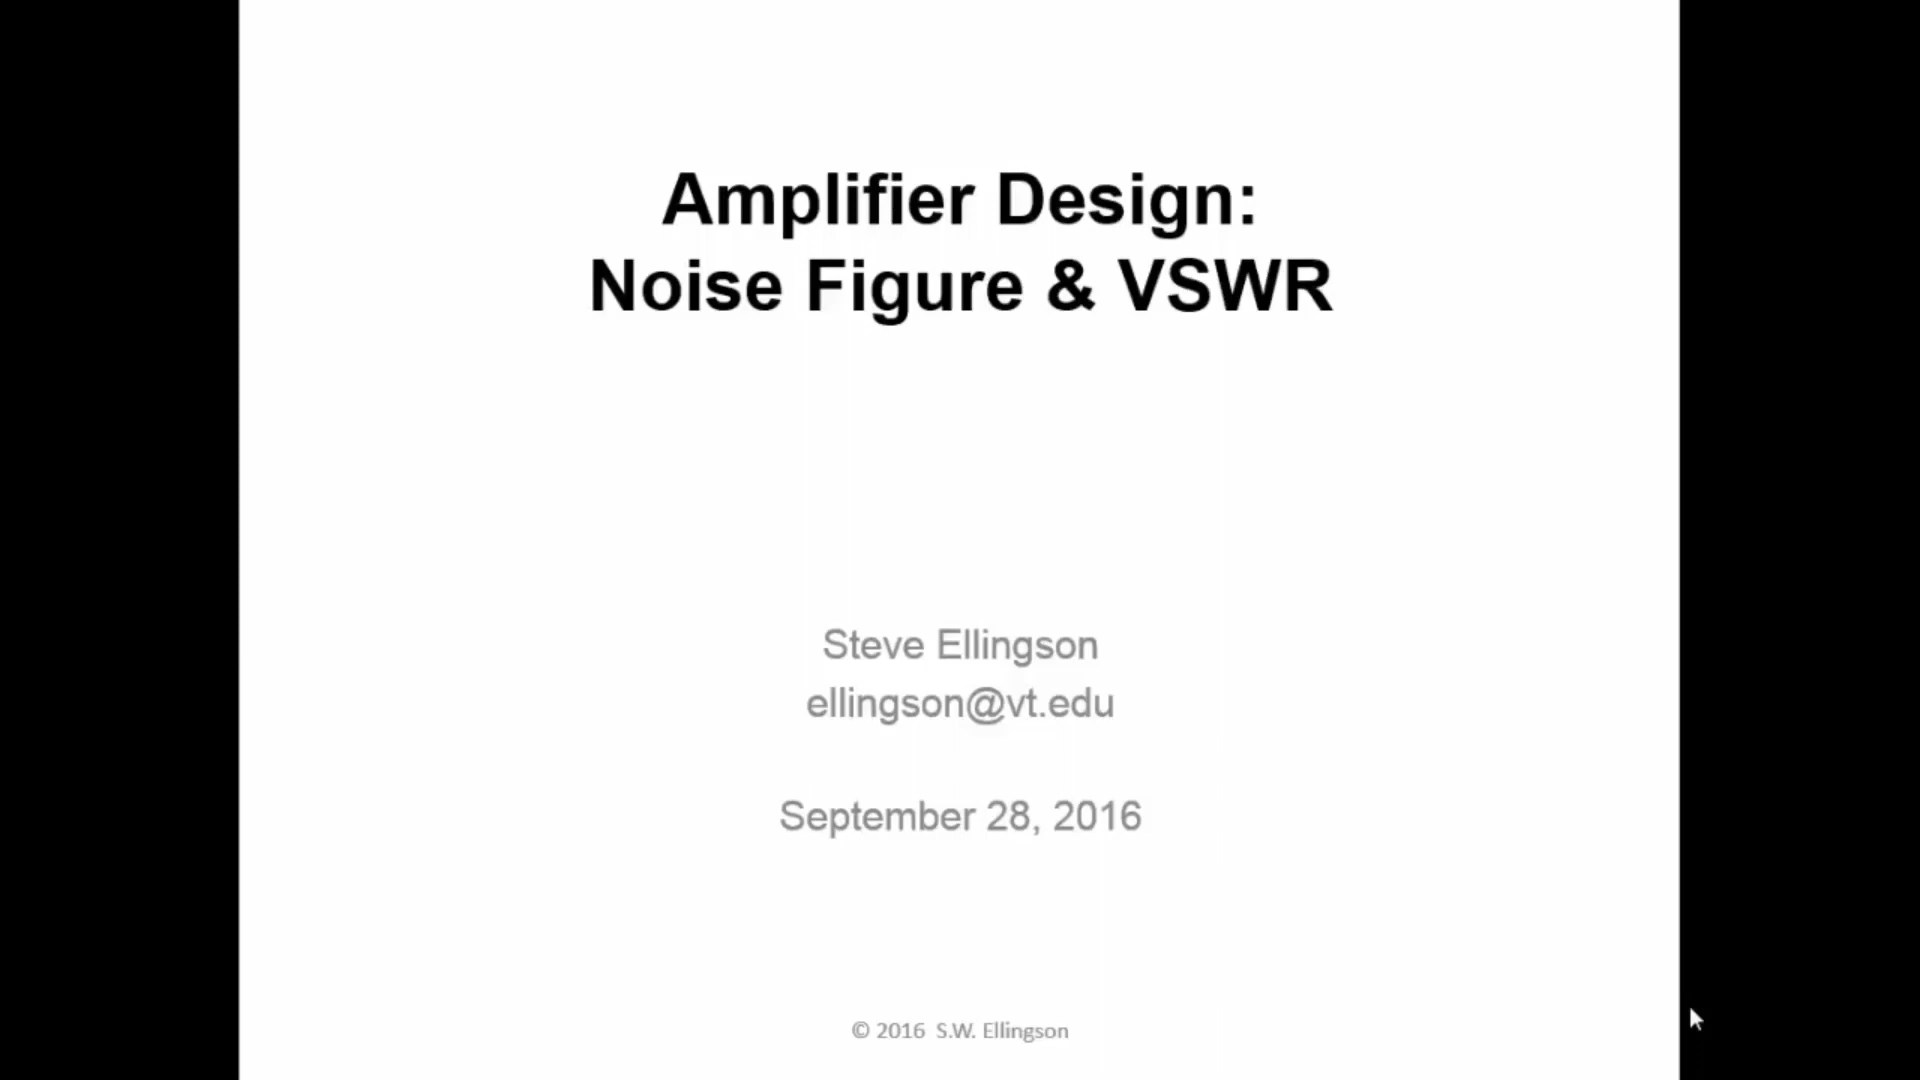 Amplifier Design:
Noise Figure & VSWR
Steve Ellingson
ellingson@vt.edu
September 28, 2016
© 2016 S.W. Ellingson